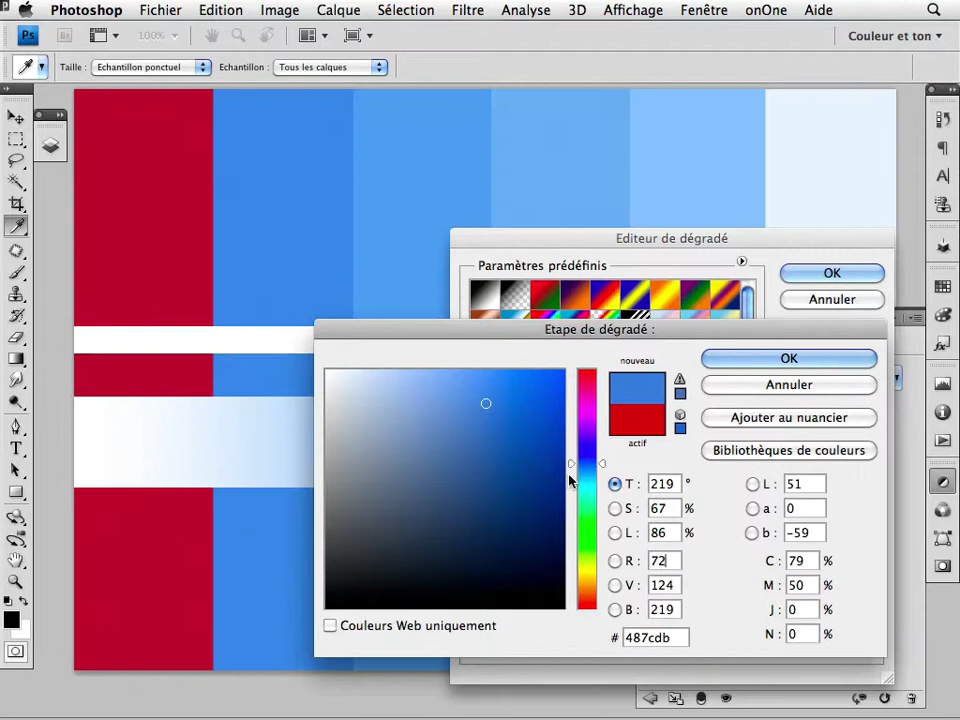 Photoshop Fichier Edition Image Calque Sélection Filtre Analyse 3D Affichage Fenêtre onOne Aide
Ps Br 100% Couleur et ton
Taille : Echantillon ponctuel Echantillon : Tous les calques
Editeur de dégradé
Paramètres prédéfinis
OK
Annuler
Etape de dégradé :
nouveau
actif
OK
Annuler
Ajouter au nuancier
Bibliothèques de couleurs
T : 219 ° L : 51
S : 67 % a : 0
L : 86 % b : -59
R : 72 C : 79 %
V : 124 M : 50 %
B : 219 J : 0 %
# 487cdb N : 0 %
Couleurs Web uniquement